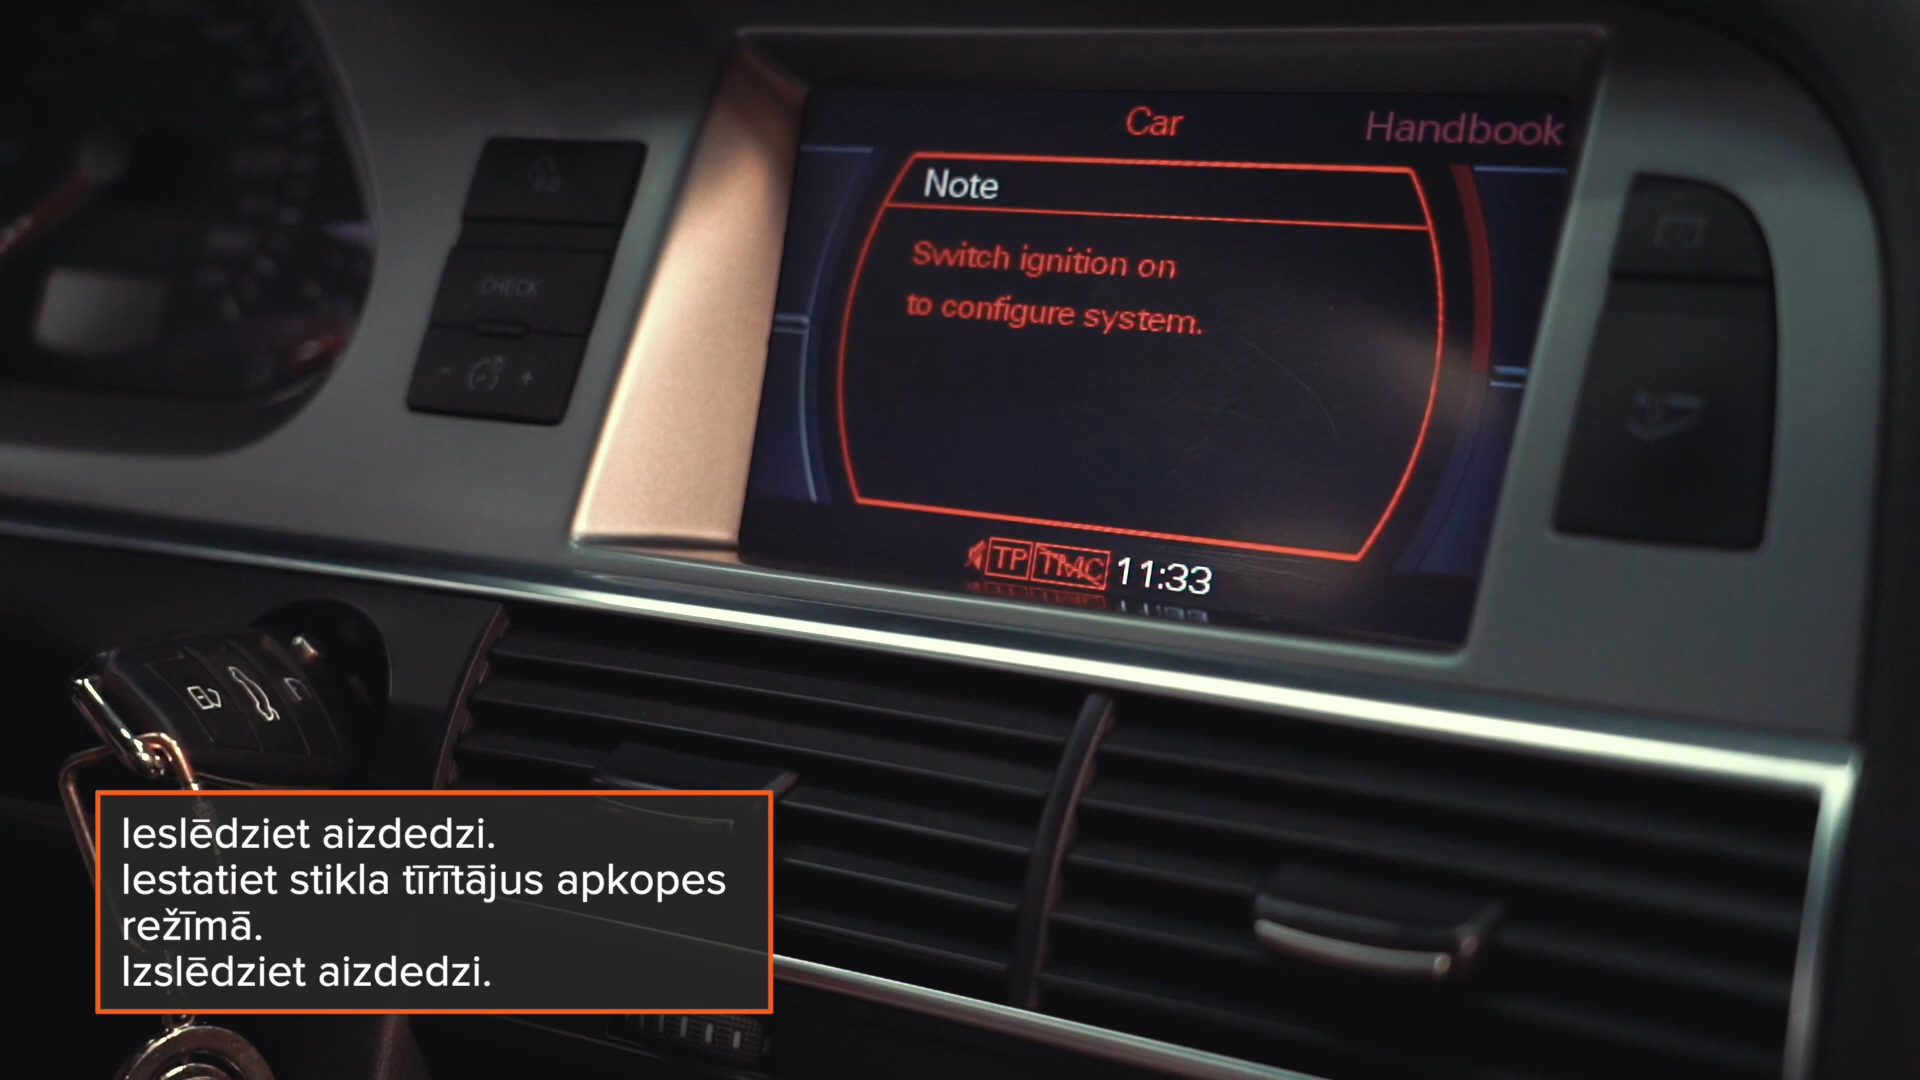 Car
Handbook
Note
Switch ignition on
to configure system.
CHECK
- +
TP TMC 11:33
Ieslēdziet aizdedzi.
Iestatiet stikla tīrītājus apkopes
režīmā.
Izslēdziet aizdedzi.